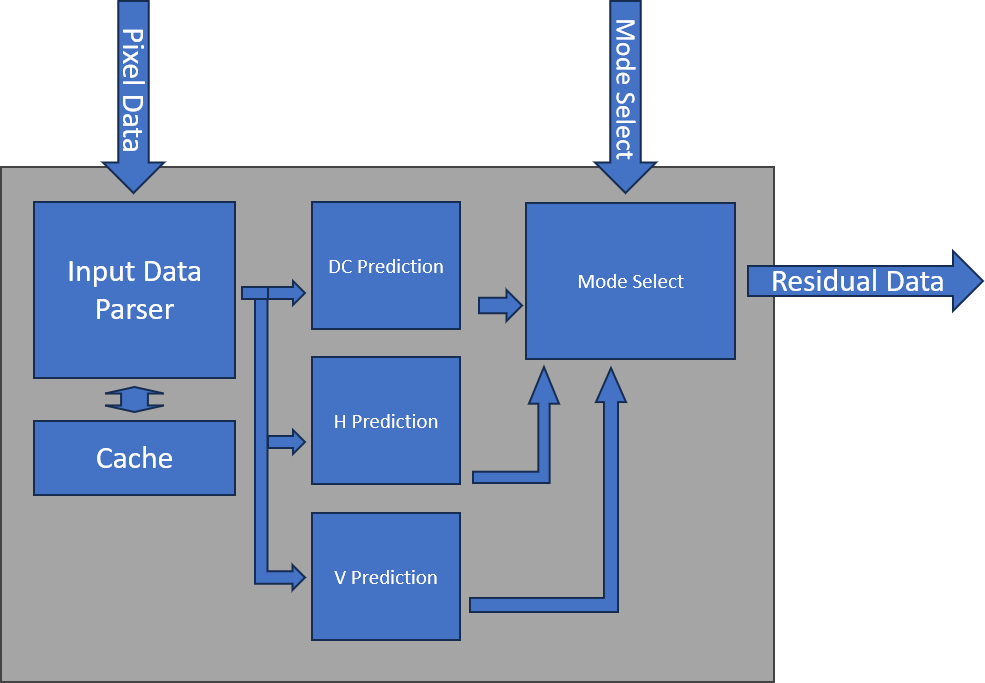 Pixel Data
Mode Select
Input Data
Parser
DC Prediction
Mode Select
Residual Data
H Prediction
Cache
V Prediction